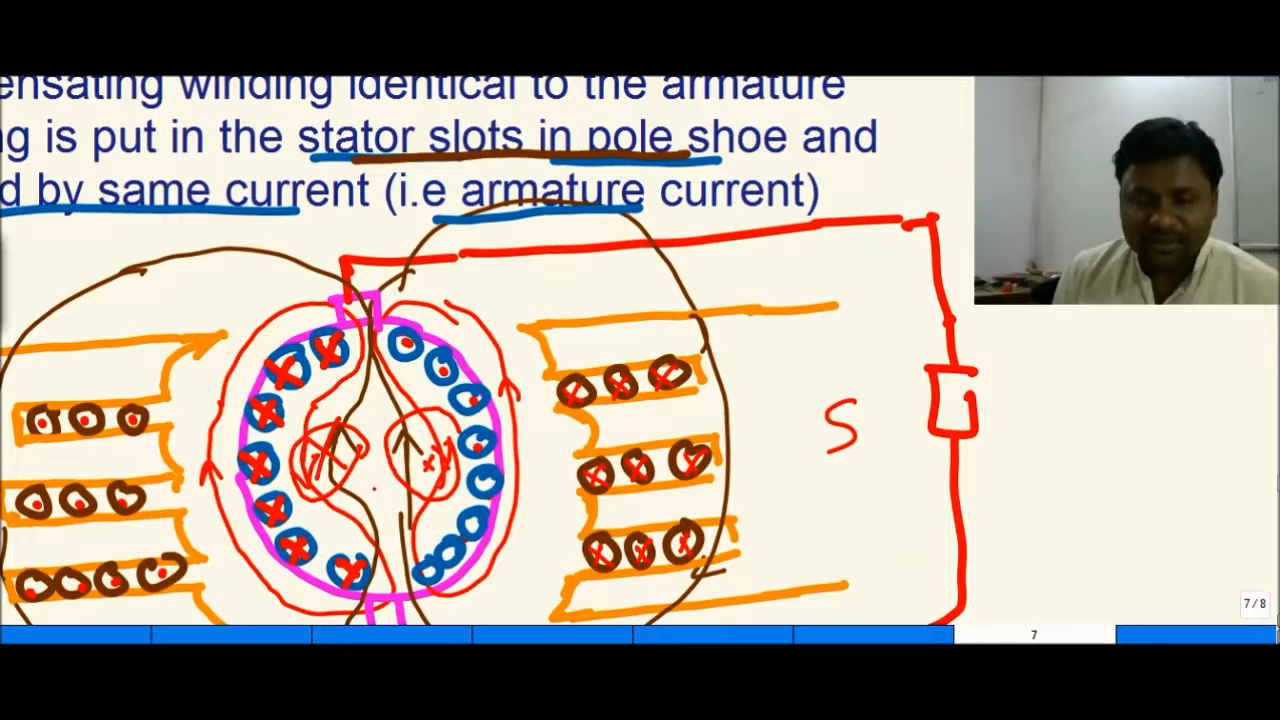 ensating winding identical to the armature
g is put in the stator slots in pole shoe and
d by same current (i.e armature current)
S
7/8
7